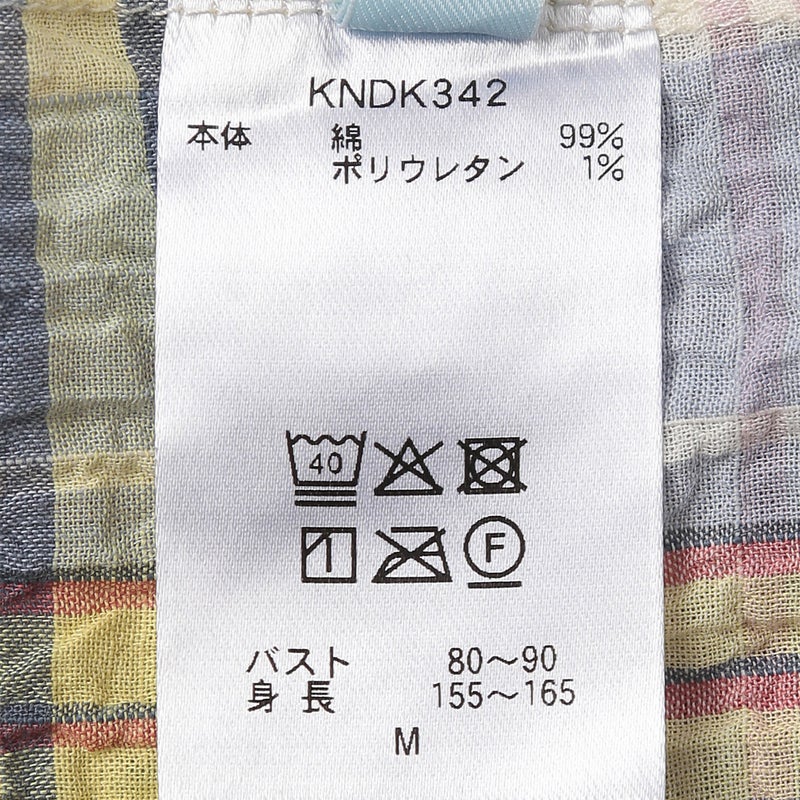 KNDK342
本体 綿 99%
ポリウレタン 1%
40
F
バスト 80〜90
身長 155〜165
M